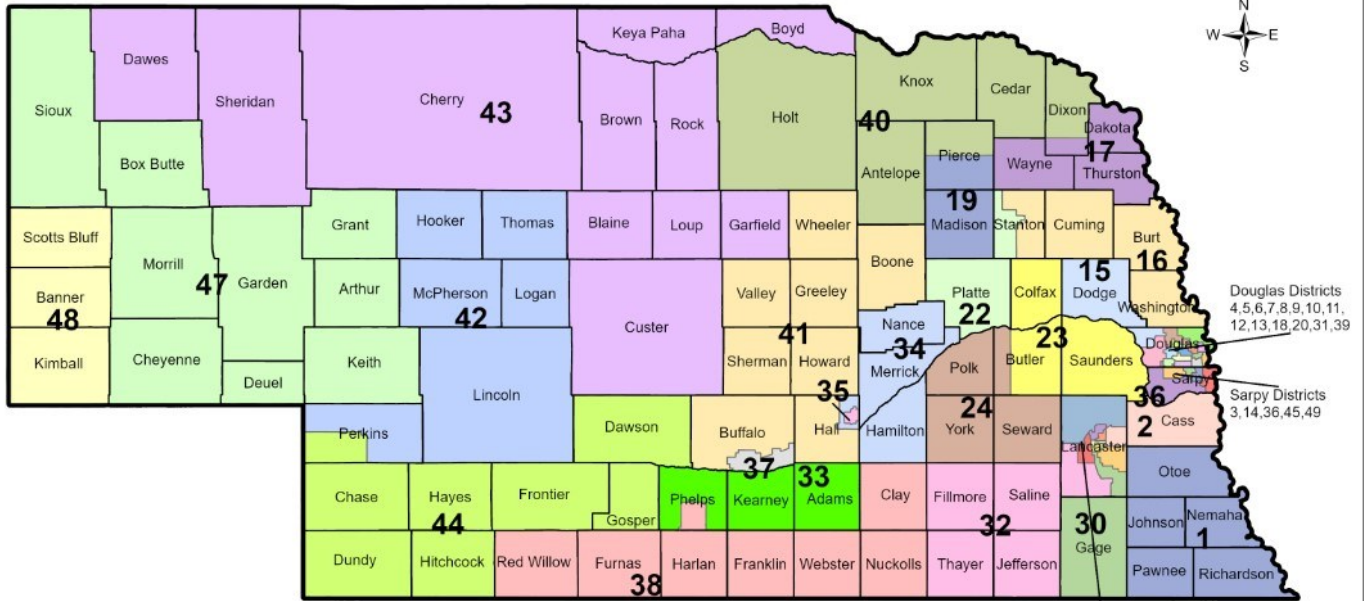 N
W E
S
Keya Paha
Boyd
Dawes
Sioux
Sheridan
Cherry
43
Brown
Rock
Holt
Knox
Cedar
Dixon
40
Dakota
17
Box Butte
Antelope
Pierce
Wayne
Thurston
19
Grant
Hooker
Thomas
Blaine
Loup
Garfield
Wheeler
Madison
Stanton
Cuming
Burt
Scotts Bluff
Morrill
Garden
47
Boone
15
16
Banner
48
Arthur
McPherson
Logan
42
Valley
Greeley
Platte
22
Colfax
Dodge
Washington
Douglas Districts
4,5,6,7,8,9,10,11,
12,13,18,20,31,39
Custer
Nance
34
23
Kimball
Cheyenne
Keith
Deuel
41
Sherman
Howard
Merrick
Polk
Butler
Saunders
Douglas
Sarpy
Lincoln
35
24
36
Sarpy Districts
3,14,36,45,49
2
Cass
Perkins
Dawson
Buffalo
Hall
Hamilton
York
Seward
Lancaster
37
33
Otoe
Chase
Hayes
44
Frontier
Gosper
Phelps
Kearney
Adams
Clay
Fillmore
Saline
32
30
Johnson
Nemaha
1
Gage
Dundy
Hitchcock
Red Willow
Furnas
38
Harlan
Franklin
Webster
Nuckolls
Thayer
Jefferson
Pawnee
Richardson